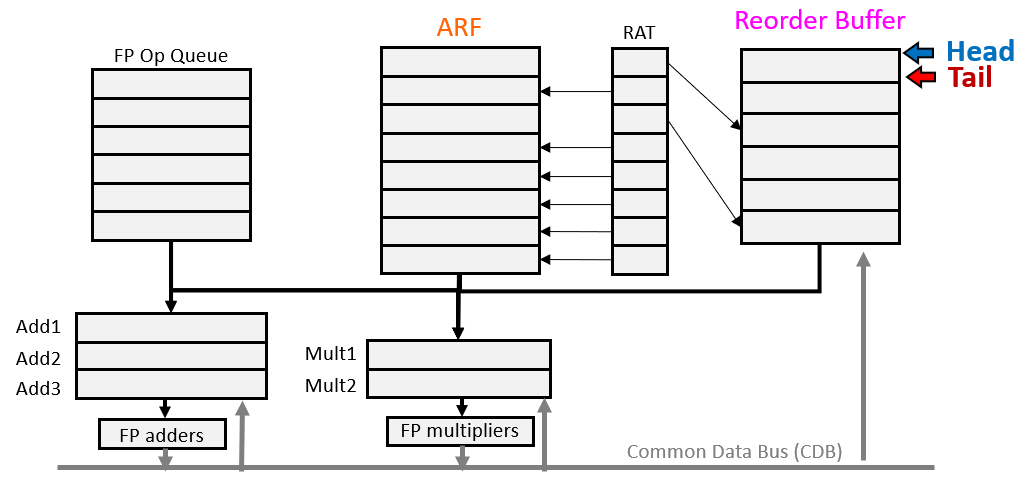 FP Op Queue
ARF
RAT
Reorder Buffer
Head
Tail
Add1
Add2
Add3
Mult1
Mult2
FP adders
FP multipliers
Common Data Bus (CDB)